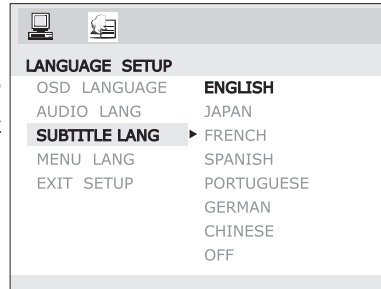 LANGUAGE SETUP
OSD LANGUAGE ENGLISH
AUDIO LANG JAPAN
SUBTITLE LANG FRENCH
MENU LANG SPANISH
EXIT SETUP PORTUGUESE
GERMAN
CHINESE
OFF